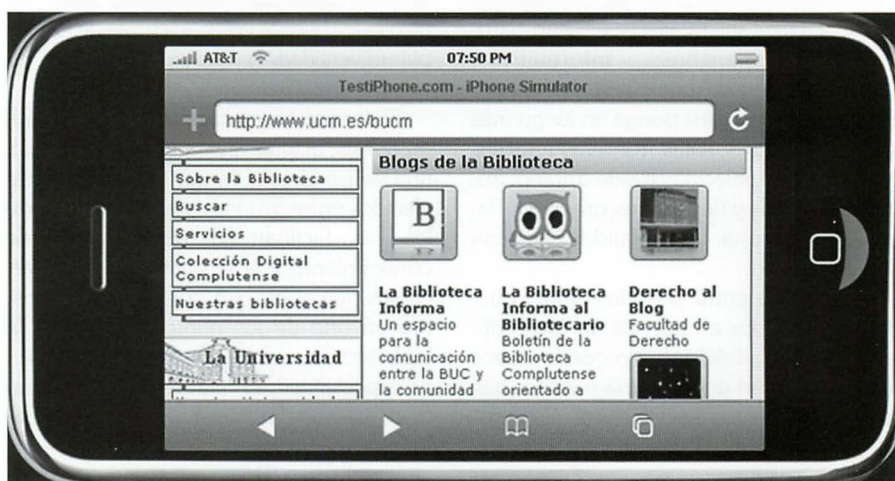 AT&T
07:50 PM
TestiPhone.com - iPhone Simulator
http://www.ucm.es/bucm
Sobre la Biblioteca
Buscar
Servicios
Colección Digital
Complutense
Nuestras bibliotecas
La Universidad
Blogs de la Biblioteca
B
La Biblioteca
Informa
Un espacio
para la
comunicación
entre la BUC y
la comunidad
La Biblioteca
Informa al
Bibliotecario
Boletín de la
Biblioteca
Complutense
orientado a
Derecho al
Blog
Facultad de
Derecho